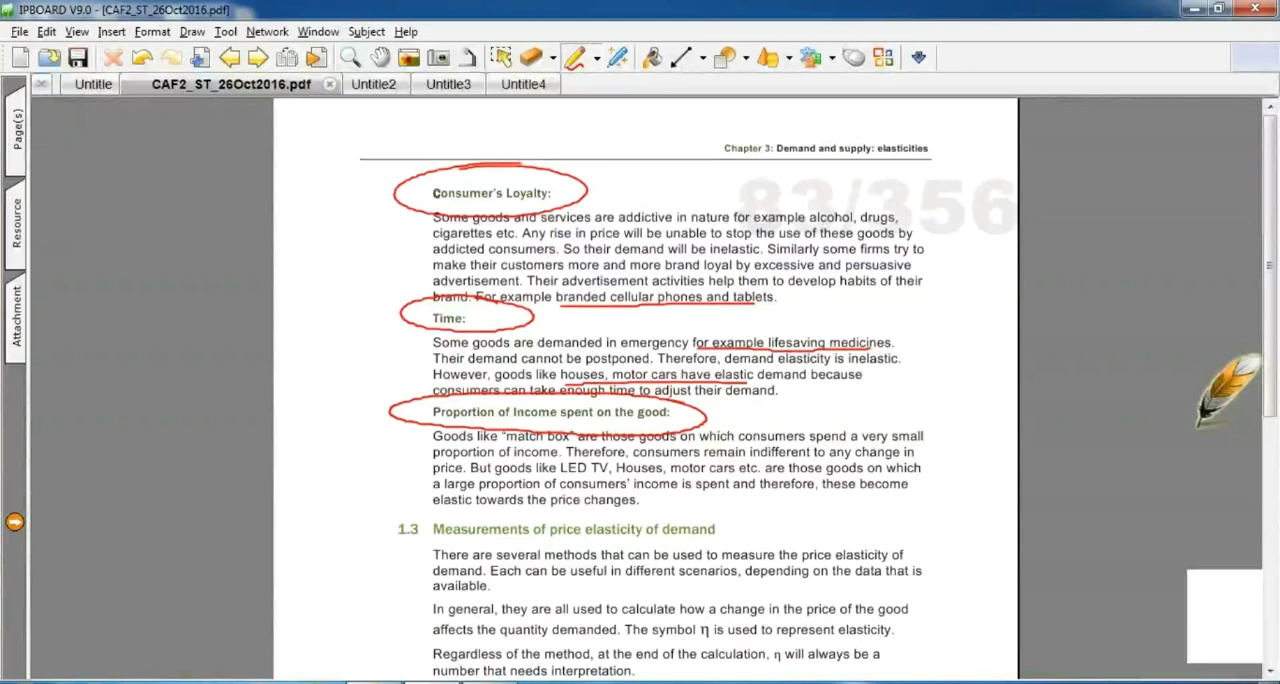 IPBOARD V9.0 - [CAF2_ST_26Oct2016.pdf]
File Edit View Insert Format Draw Tool Network Window Subject Help
Untitle CAF2_ST_26Oct2016.pdf Untitle2 Untitle3 Untitle4
Page(s)
Resource
Attachment
83/356
Chapter 3: Demand and supply: elasticities
Consumer's Loyalty:
Some goods and services are addictive in nature for example alcohol, drugs,
cigarettes etc. Any rise in price will be unable to stop the use of these goods by
addicted consumers. So their demand will be inelastic. Similarly some firms try to
make their customers more and more brand loyal by excessive and persuasive
advertisement. Their advertisement activities help them to develop habits of their
brand. For example branded cellular phones and tablets.
Time:
Some goods are demanded in emergency for example lifesaving medicines.
Their demand cannot be postponed. Therefore, demand elasticity is inelastic.
However, goods like houses, motor cars have elastic demand because
consumers can take enough time to adjust their demand.
Proportion of Income spent on the good:
Goods like "match box" are those goods on which consumers spend a very small
proportion of income. Therefore, consumers remain indifferent to any change in
price. But goods like LED TV, Houses, motor cars etc. are those goods on which
a large proportion of consumers' income is spent and therefore, these become
elastic towards the price changes.
1.3 Measurements of price elasticity of demand
There are several methods that can be used to measure the price elasticity of
demand. Each can be useful in different scenarios, depending on the data that is
available.
In general, they are all used to calculate how a change in the price of the good
affects the quantity demanded. The symbol η is used to represent elasticity.
Regardless of the method, at the end of the calculation, η will always be a
number that needs interpretation.